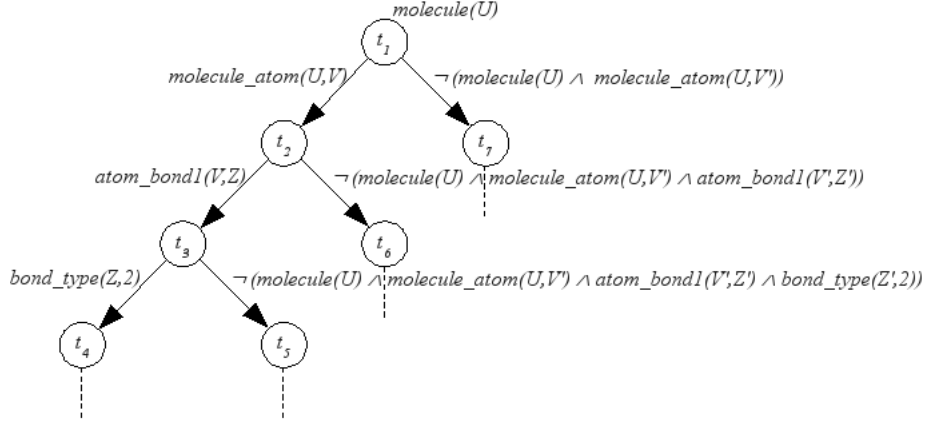 molecule(U)
t1
molecule_atom(U,V) ¬ (molecule(U) ∧ molecule_atom(U,V'))
t2 t7
atom_bond1(V,Z) ¬ (molecule(U) ∧ molecule_atom(U,V') ∧ atom_bond1(V',Z'))
t3 t6
bond_type(Z,2) ¬ (molecule(U) ∧ molecule_atom(U,V') ∧ atom_bond1(V',Z') ∧ bond_type(Z',2))
t4 t5